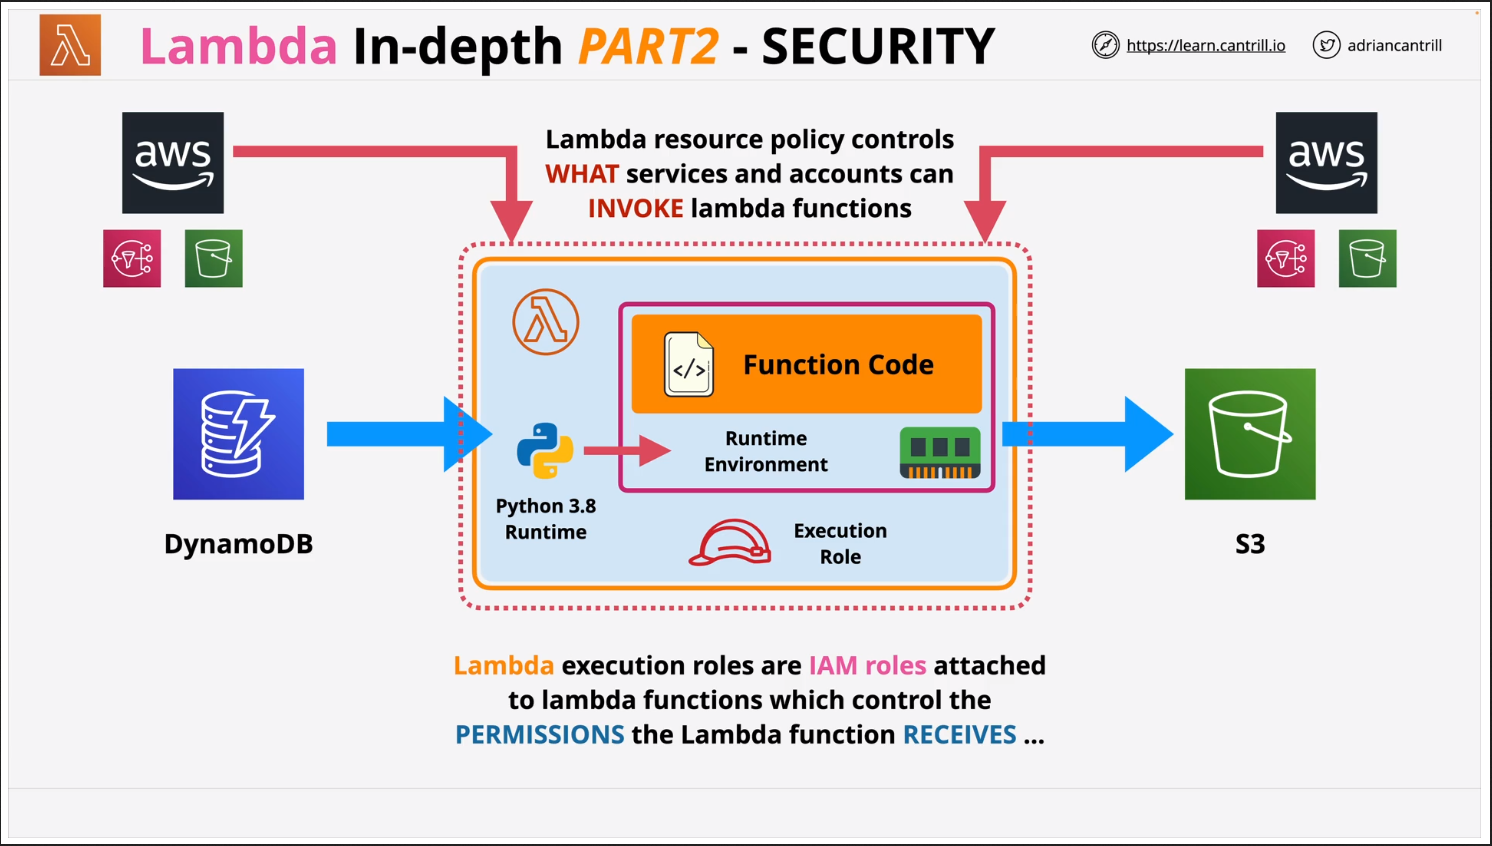 Lambda In-depth PART2 - SECURITY
https://learn.cantrill.io
adriancantrill
aws
Lambda resource policy controls
WHAT services and accounts can
INVOKE lambda functions
aws
</>
Function Code
Runtime
Environment
Python 3.8
Runtime
Execution
Role
DynamoDB
S3
Lambda execution roles are IAM roles attached
to lambda functions which control the
PERMISSIONS the Lambda function RECEIVES ...